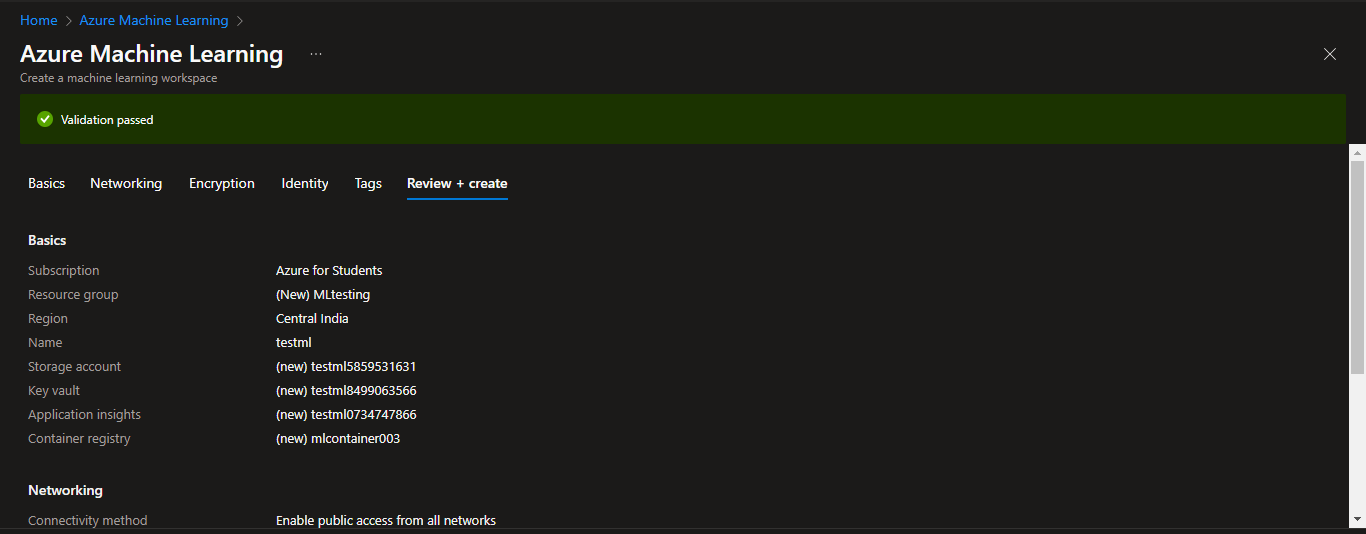 Home > Azure Machine Learning >
Azure Machine Learning ...
Create a machine learning workspace
Validation passed
Basics Networking Encryption Identity Tags Review + create
Basics
Subscription Azure for Students
Resource group (New) MLtesting
Region Central India
Name testml
Storage account (new) testml5859531631
Key vault (new) testml8499063566
Application insights (new) testml0734747866
Container registry (new) mlcontainer003
Networking
Connectivity method Enable public access from all networks